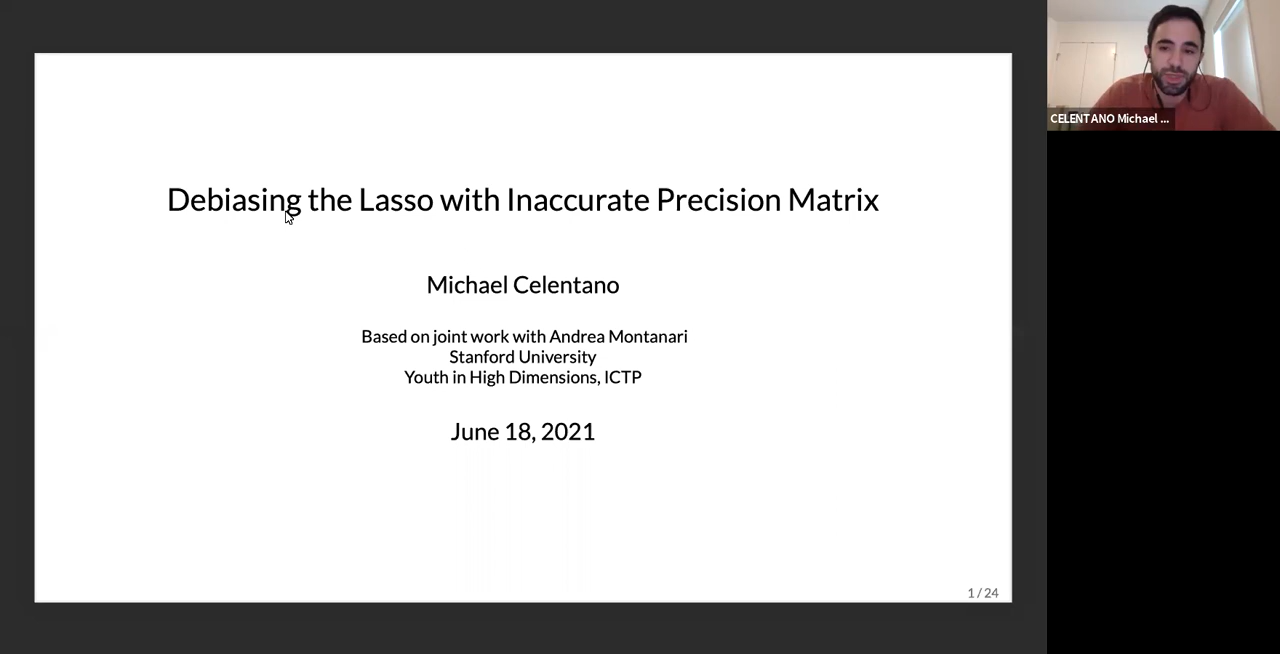 Debiasing the Lasso with Inaccurate Precision Matrix
Michael Celentano
Based on joint work with Andrea Montanari
Stanford University
Youth in High Dimensions, ICTP
June 18, 2021
1 / 24
CELENTANO Michael ...